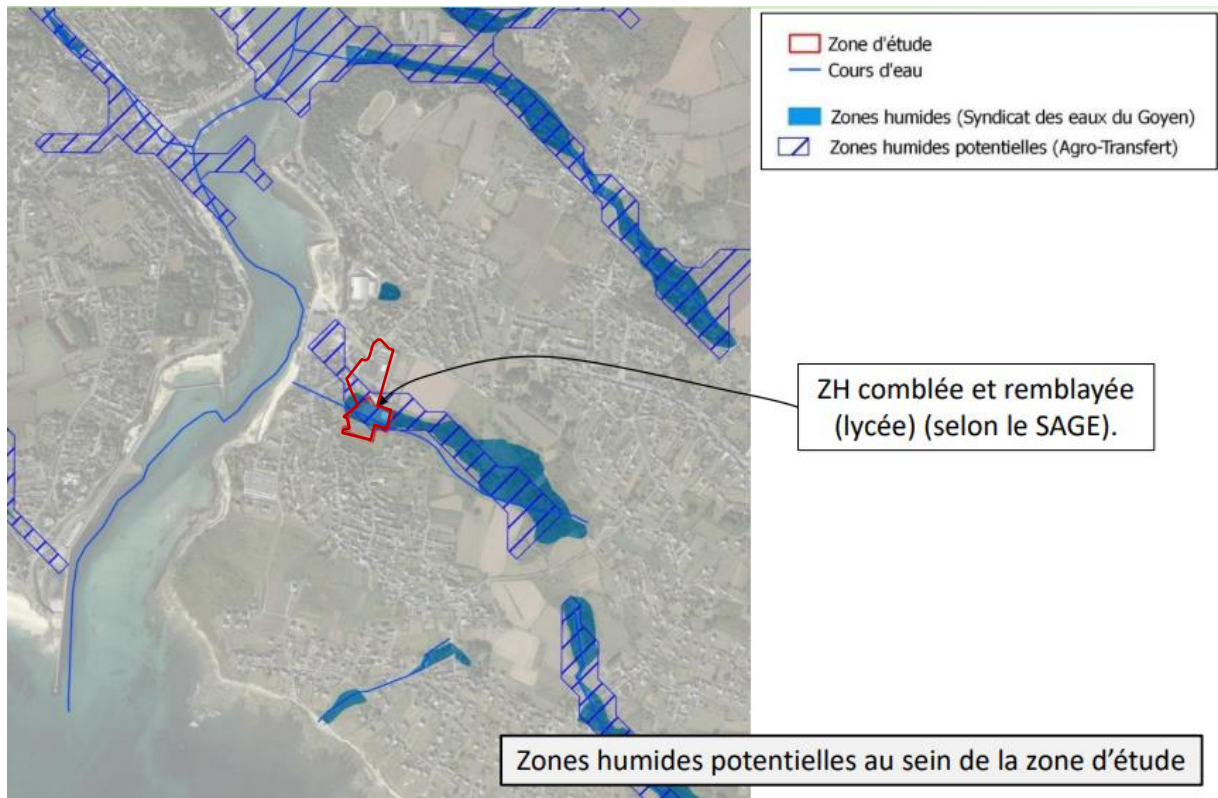 Zone d'étude
Cours d'eau
Zones humides (Syndicat des eaux du Goyen)
Zones humides potentielles (Agro-Transfert)
ZH comblée et remblayée
(lycée) (selon le SAGE).
Zones humides potentielles au sein de la zone d’étude